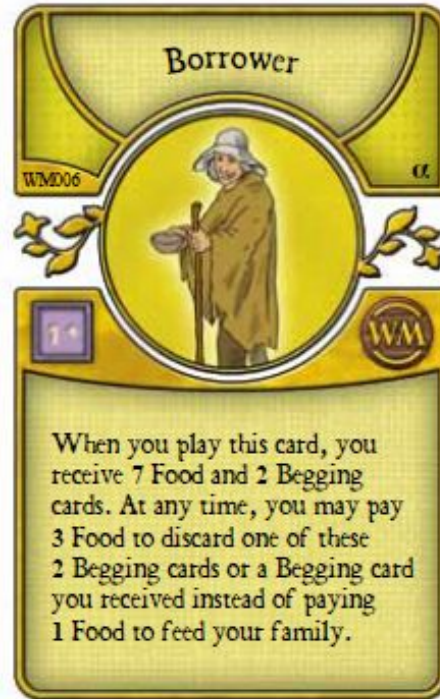 Borrower
WM006
α
1+
WM
When you play this card, you
receive 7 Food and 2 Begging
cards. At any time, you may pay
3 Food to discard one of these
2 Begging cards or a Begging card
you received instead of paying
1 Food to feed your family.